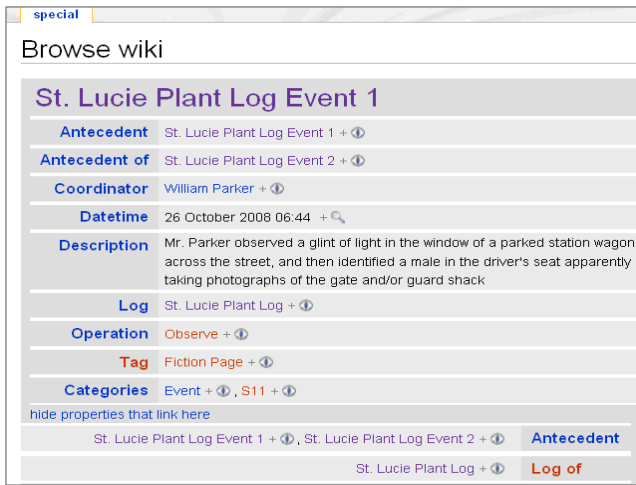 special
Browse wiki
St. Lucie Plant Log Event 1
Antecedent St. Lucie Plant Log Event 1 +
Antecedent of St. Lucie Plant Log Event 2 +
Coordinator William Parker +
Datetime 26 October 2008 06:44 +
Description Mr. Parker observed a glint of light in the window of a parked station wagon
across the street, and then identified a male in the driver's seat apparently
taking photographs of the gate and/or guard shack
Log St. Lucie Plant Log +
Operation Observe +
Tag Fiction Page +
Categories Event + , S11 +
hide properties that link here
St. Lucie Plant Log Event 1 + , St. Lucie Plant Log Event 2 + Antecedent
St. Lucie Plant Log + Log of